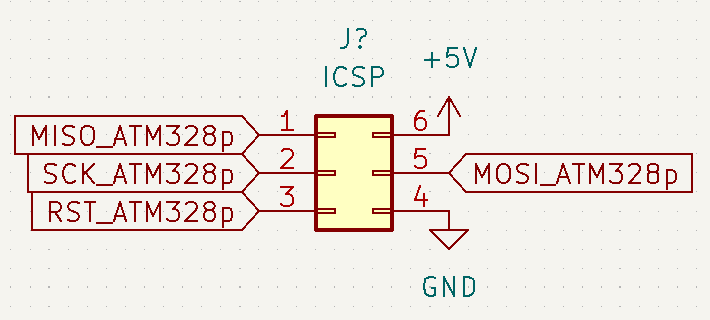 J?
ICSP
+5V
MISO_ATM328p
1
6
SCK_ATM328p
2
5
MOSI_ATM328p
RST_ATM328p
3
4
GND